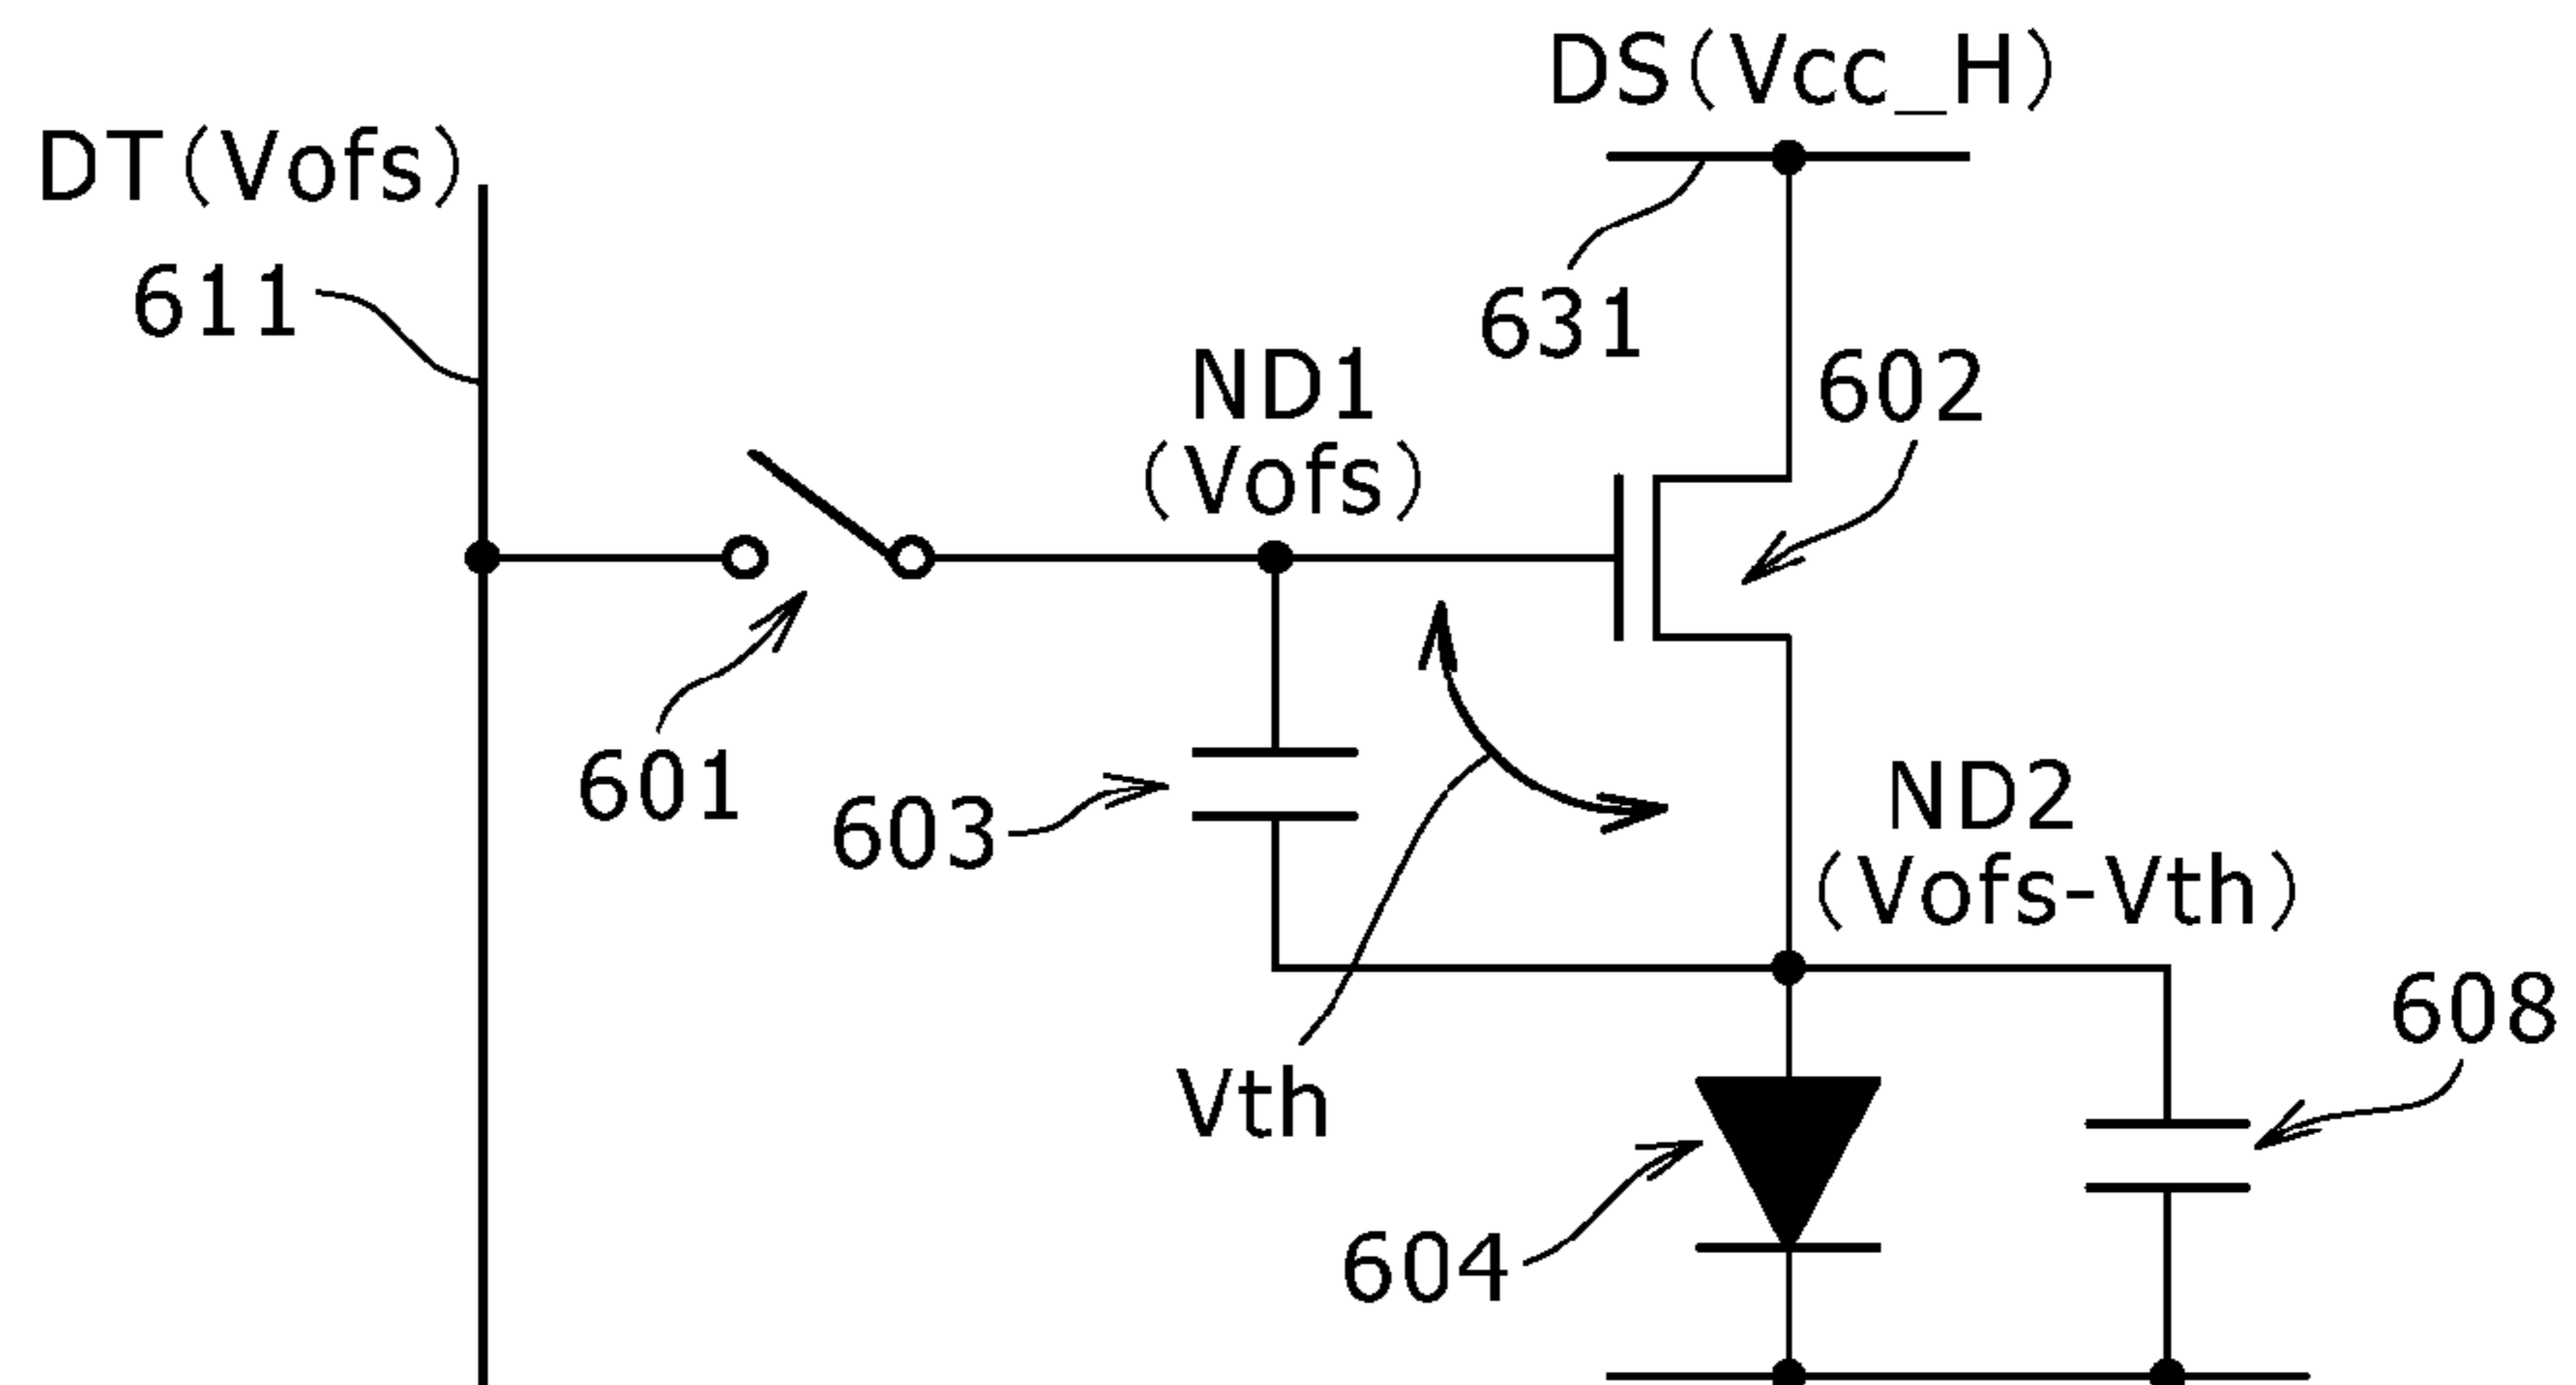 DS(Vcc_H)
DT(Vofs)
611
631
ND1
(Vofs)
602
601
603
ND2
(Vofs-Vth)
608
Vth
604